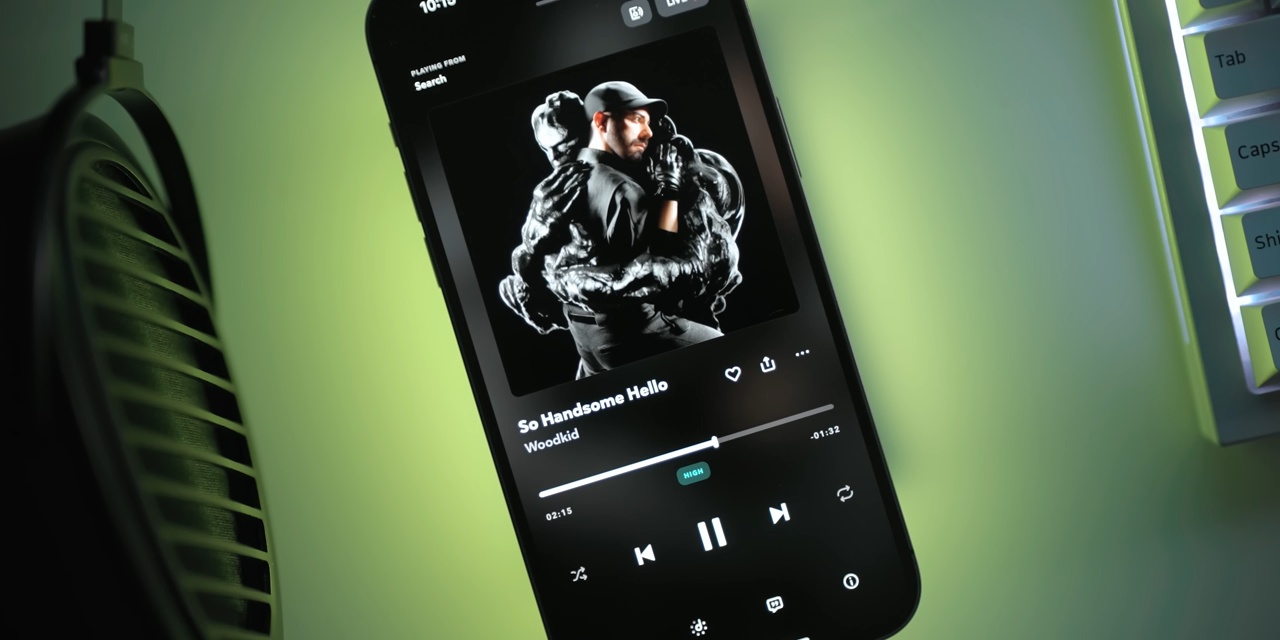 PLAYING FROM
Search
So Handsome Hello
Woodkid
-01:32
HIGH
02:15
Tab
Caps